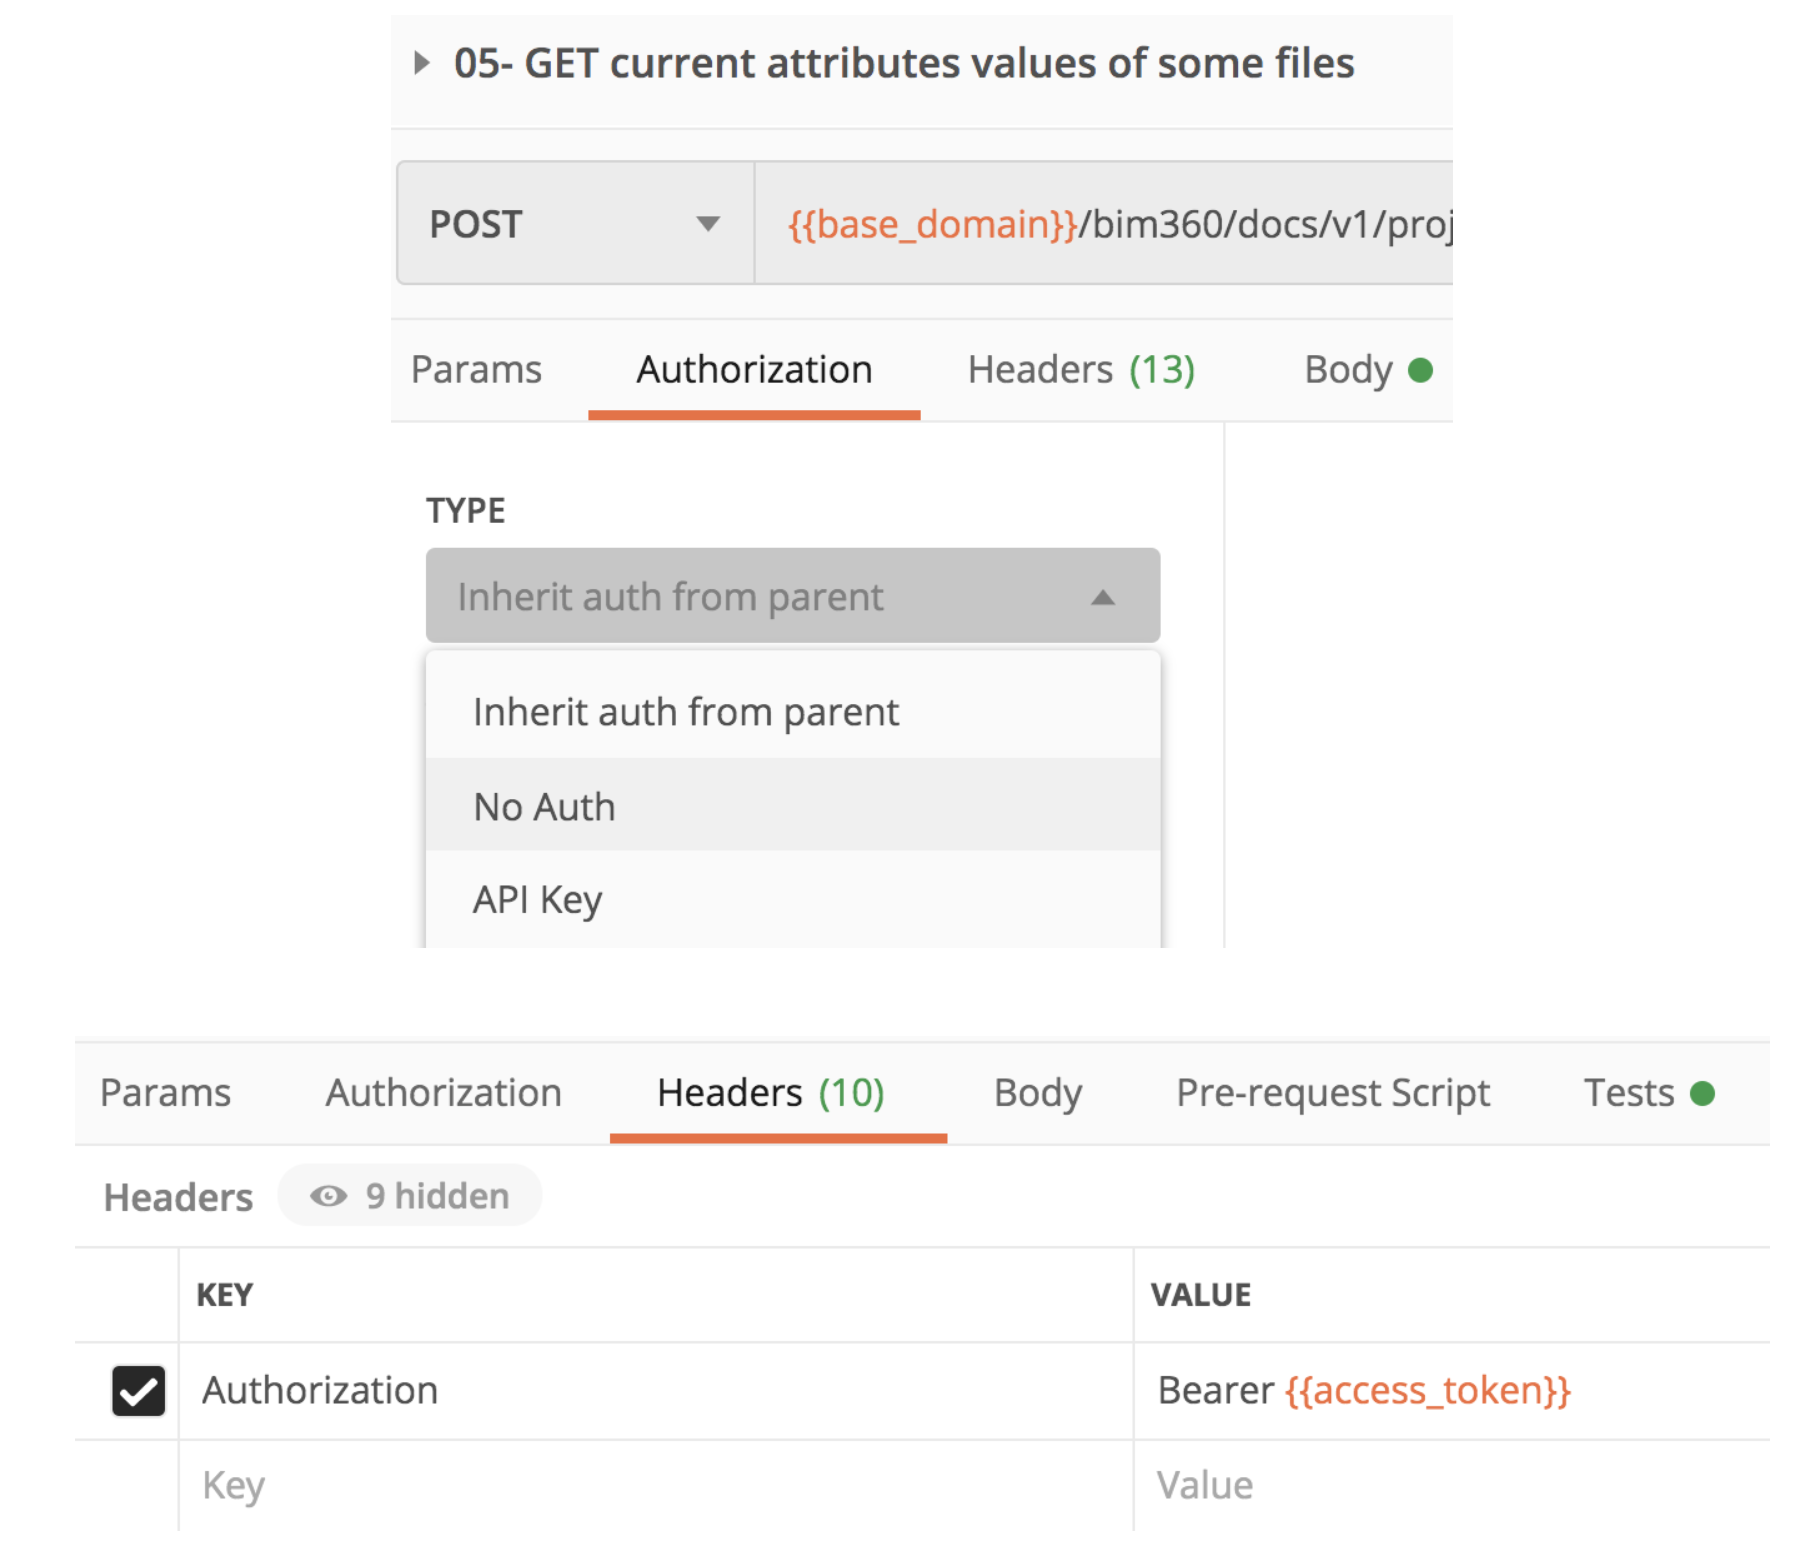 05- GET current attributes values of some files
POST {{base_domain}}/bim360/docs/v1/proj
Params Authorization Headers (13) Body
TYPE
Inherit auth from parent
Inherit auth from parent
No Auth
API Key
Params Authorization Headers (10) Body Pre-request Script Tests
Headers 9 hidden
KEY VALUE
Authorization Bearer {{access_token}}
Key Value